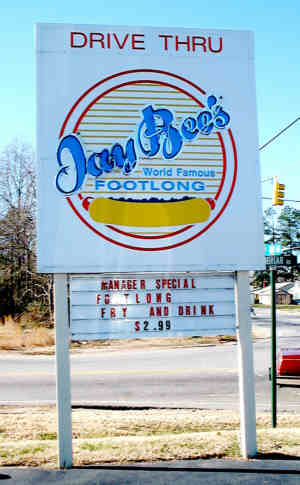 DRIVE THRU
Jay Bee's
World Famous
FOOTLONG
MANAGER SPECIAL
FOOTLONG
FRY AND DRINK
$2.99